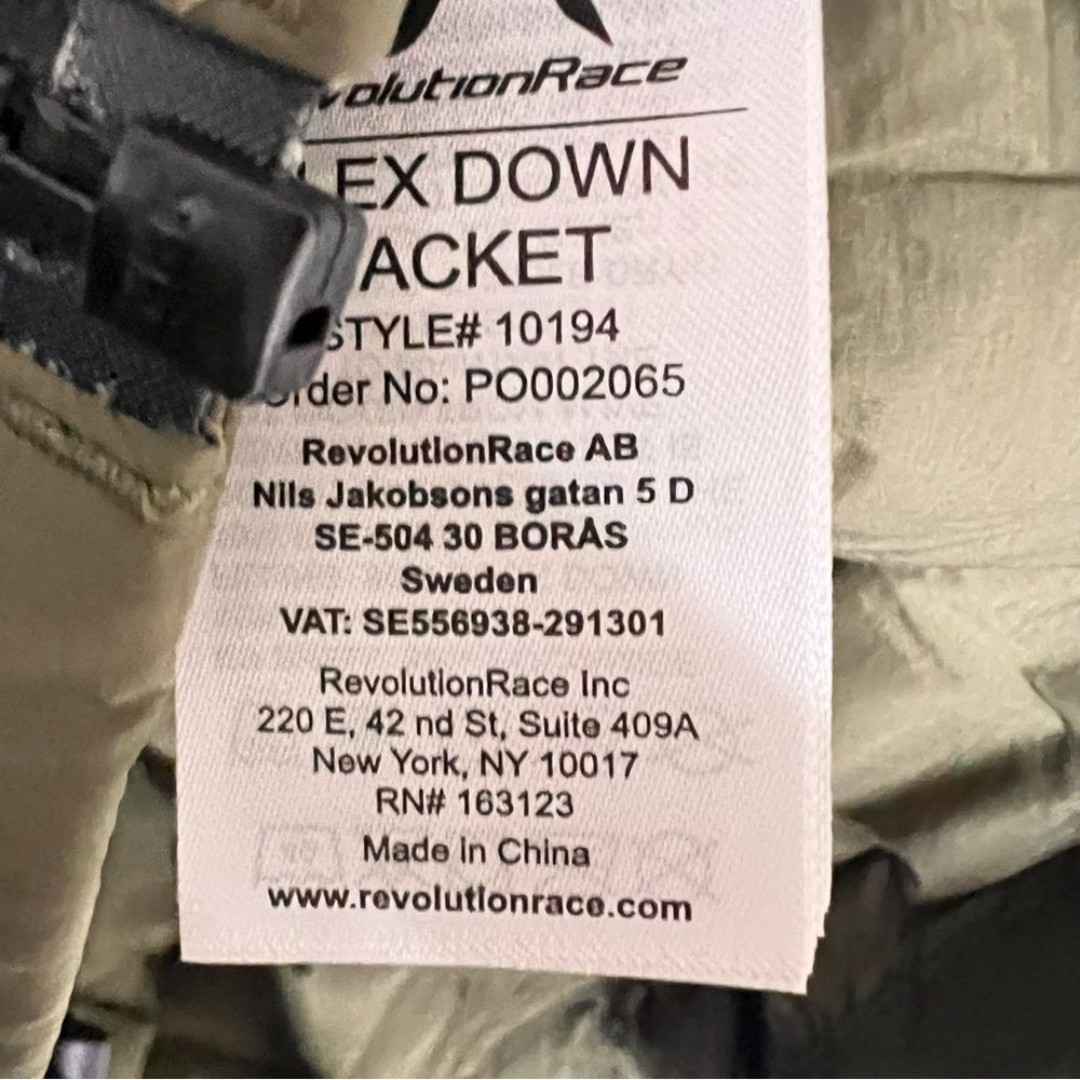 volutionRace
EX DOWN
ACKET
STYLE# 10194
Order No: PO002065
RevolutionRace AB
Nils Jakobsons gatan 5 D
SE-504 30 BORÅS
Sweden
VAT: SE556938-291301
RevolutionRace Inc
220 E, 42 nd St, Suite 409A
New York, NY 10017
RN# 163123
Made in China
www.revolutionrace.com